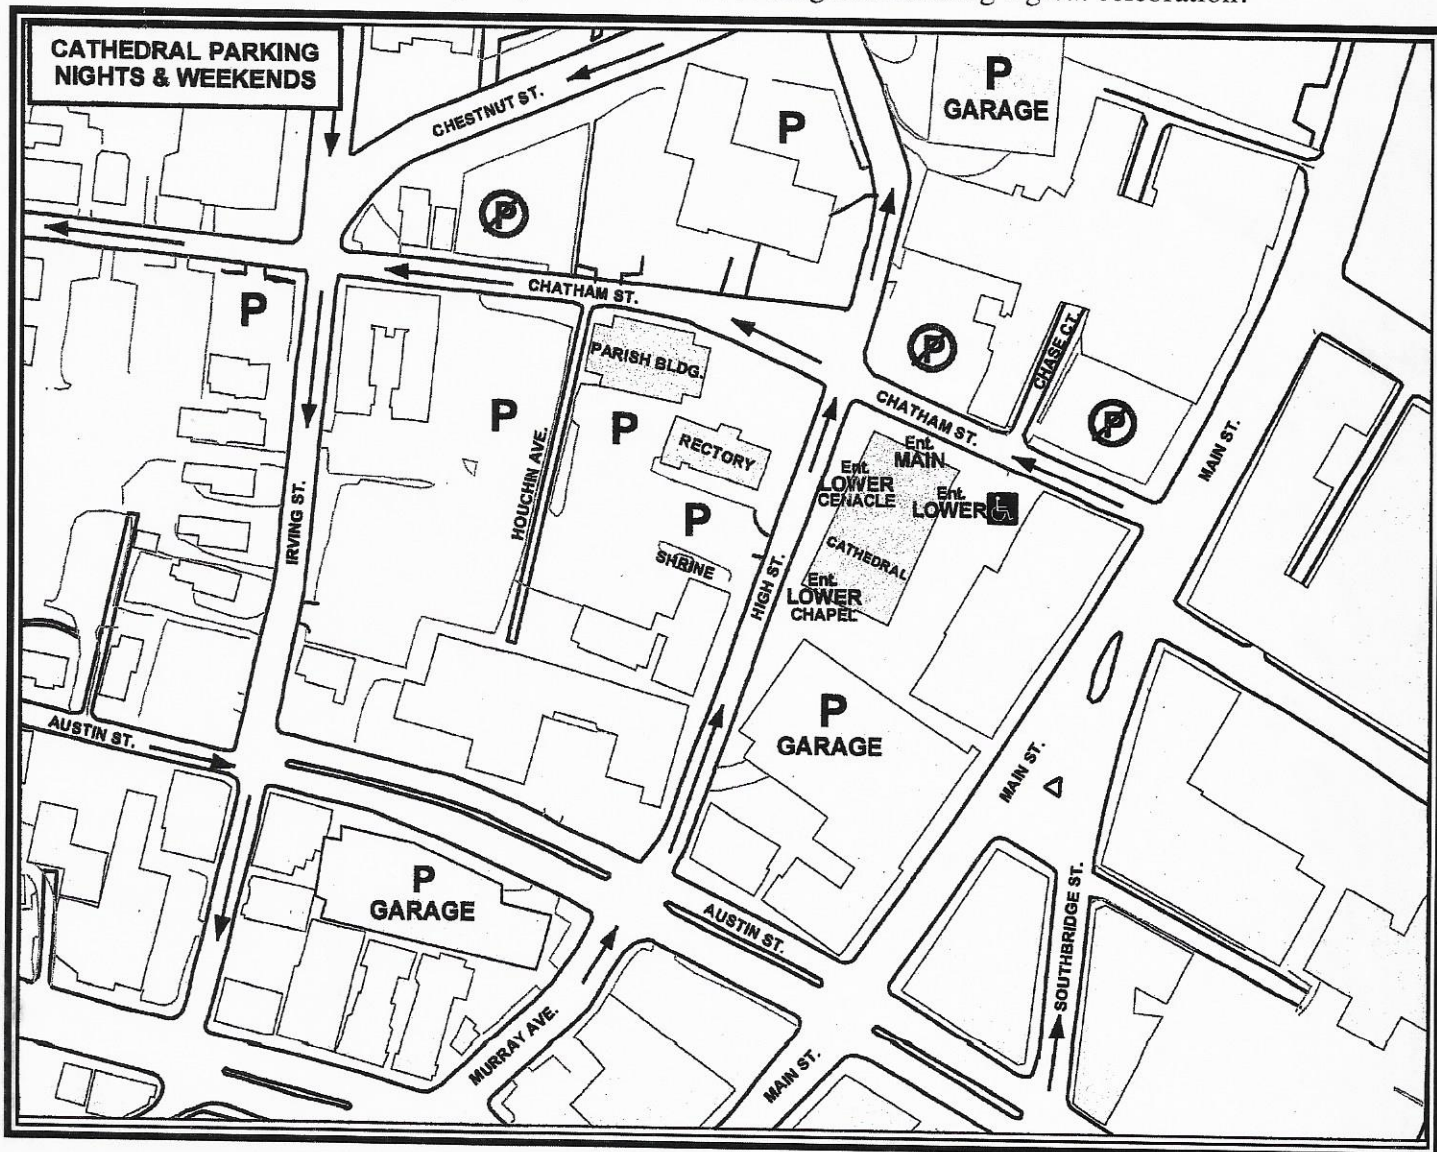 celebration.
CATHEDRAL PARKING
NIGHTS & WEEKENDS
CHESTNUT ST.
P
P
GARAGE
P
CHATHAM ST.
P
PARISH BLDG.
P
CHASE CT.
P
P
P
CHATHAM ST.
RECTORY
Ent.
MAIN
Ent.
LOWER
CENACLE
Ent.
LOWER
MAIN ST.
HOUCHIN AVE.
IRVING ST.
P
SHRINE
CATHEDRAL
HIGH ST.
Ent.
LOWER
CHAPEL
P
GARAGE
AUSTIN ST.
MAIN ST.
P
GARAGE
AUSTIN ST.
SOUTHBRIDGE ST.
MURRAY AVE.
MAIN ST.